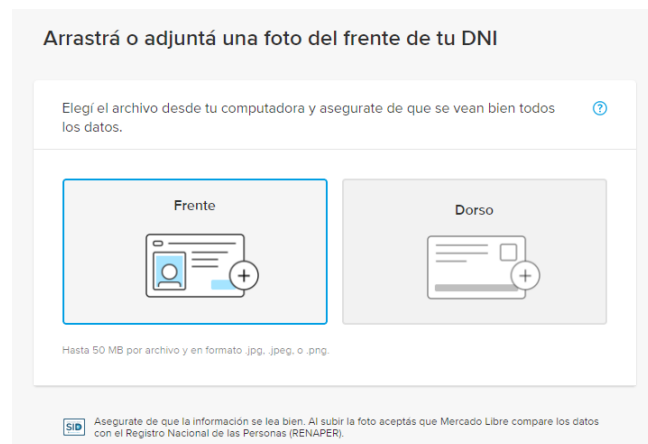 Arrastrá o adjuntá una foto del frente de tu DNI
Elegí el archivo desde tu computadora y asegurate de que se vean bien todos
los datos.
?
Frente
Dorso
Hasta 50 MB por archivo y en formato .jpg, .jpeg, o .png.
SID
Asegurate de que la información se lea bien. Al subir la foto aceptás que Mercado Libre compare los datos
con el Registro Nacional de las Personas (RENAPER).